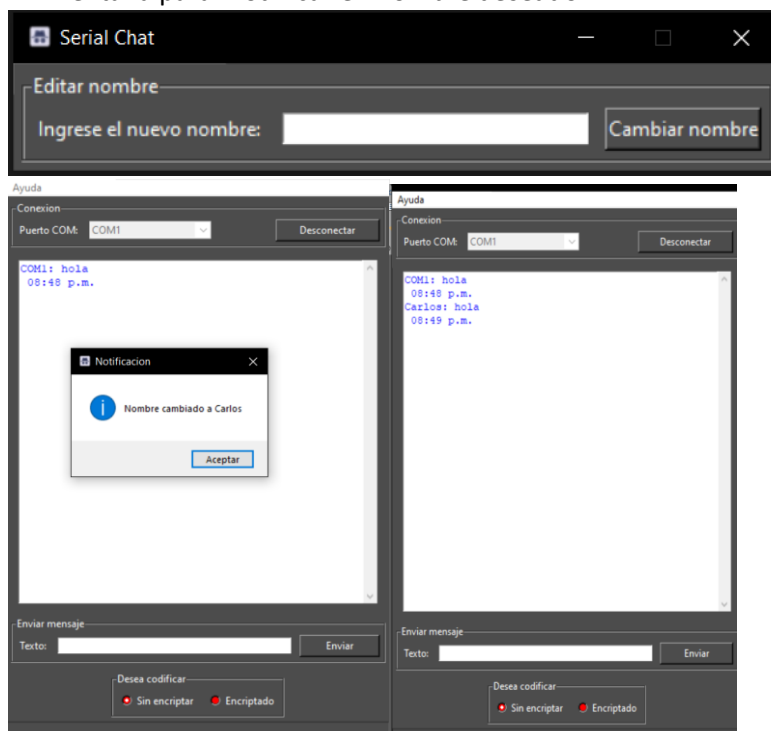 Serial Chat
Editar nombre
Ingrese el nuevo nombre:
Cambiar nombre
Ayuda
Conexion
Puerto COM:
COM1
Desconectar
COM1: hola
08:48 p.m.
Notificacion
Nombre cambiado a Carlos
Aceptar
Enviar mensaje
Texto:
Enviar
Desea codificar
Sin encriptar
Encriptado
Ayuda
Conexion
Puerto COM:
COM1
Desconectar
COM1: hola
08:48 p.m.
Carlos: hola
08:49 p.m.
Enviar mensaje
Texto:
Enviar
Desea codificar
Sin encriptar
Encriptado